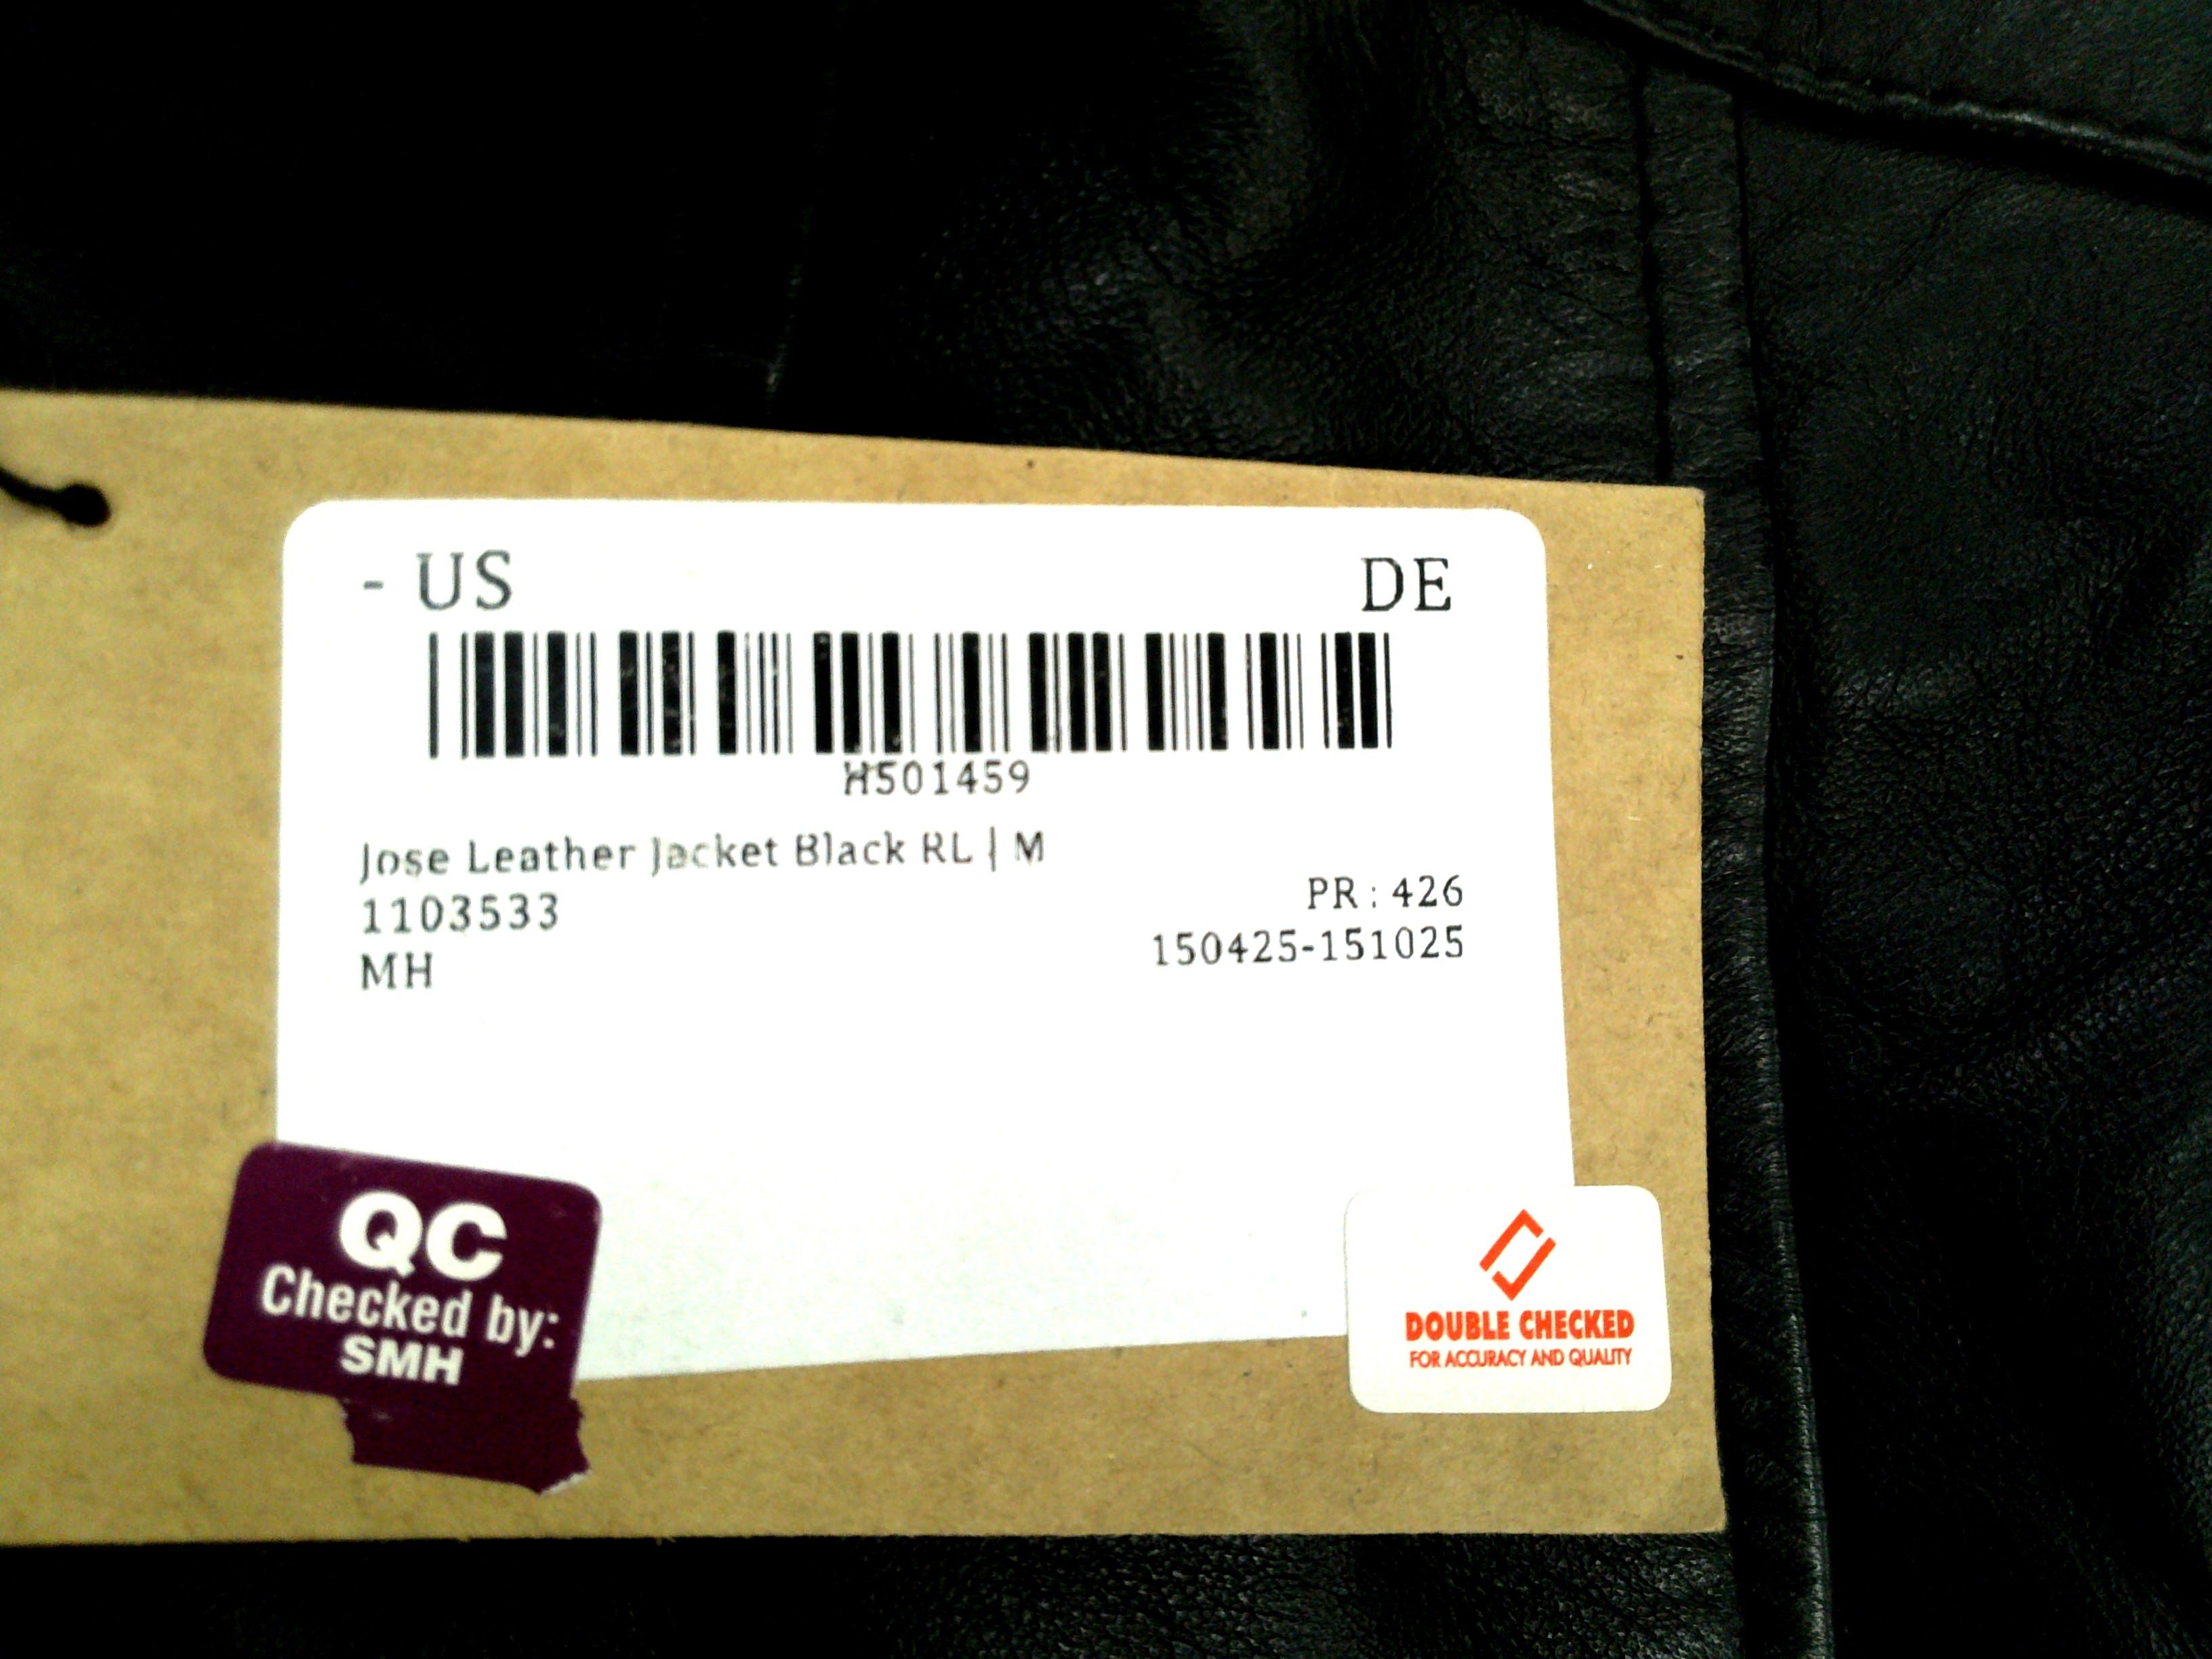 - US DE
H501459
Jose Leather Jacket Black RL | M
1103533
PR : 426
MH
150425-151025
QC
Checked by:
SMH
DOUBLE CHECKED
FOR ACCURACY AND QUALITY